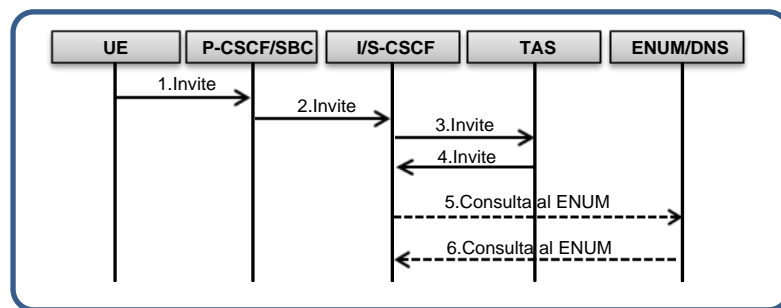 UE P-CSCF/SBC I/S-CSCF TAS ENUM/DNS
1.Invite
2.Invite
3.Invite
4.Invite
5.Consulta al ENUM
6.Consulta al ENUM